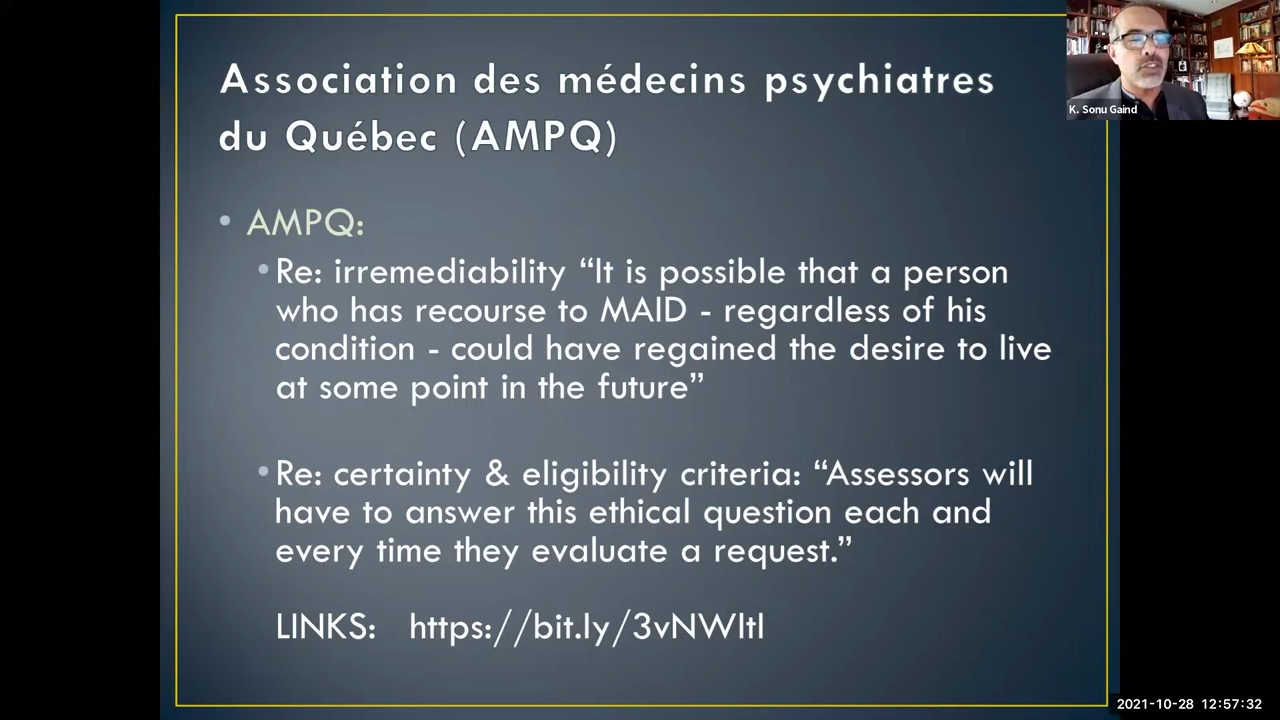 Association des médecins psychiatres
du Québec (AMPQ)
K. Sonu Gaind
• AMPQ:
• Re: irremediability “It is possible that a person
who has recourse to MAID - regardless of his
condition - could have regained the desire to live
at some point in the future”
• Re: certainty & eligibility criteria: “Assessors will
have to answer this ethical question each and
every time they evaluate a request.”
LINKS: https://bit.ly/3vNWltl
2021-10-28 12:57:32